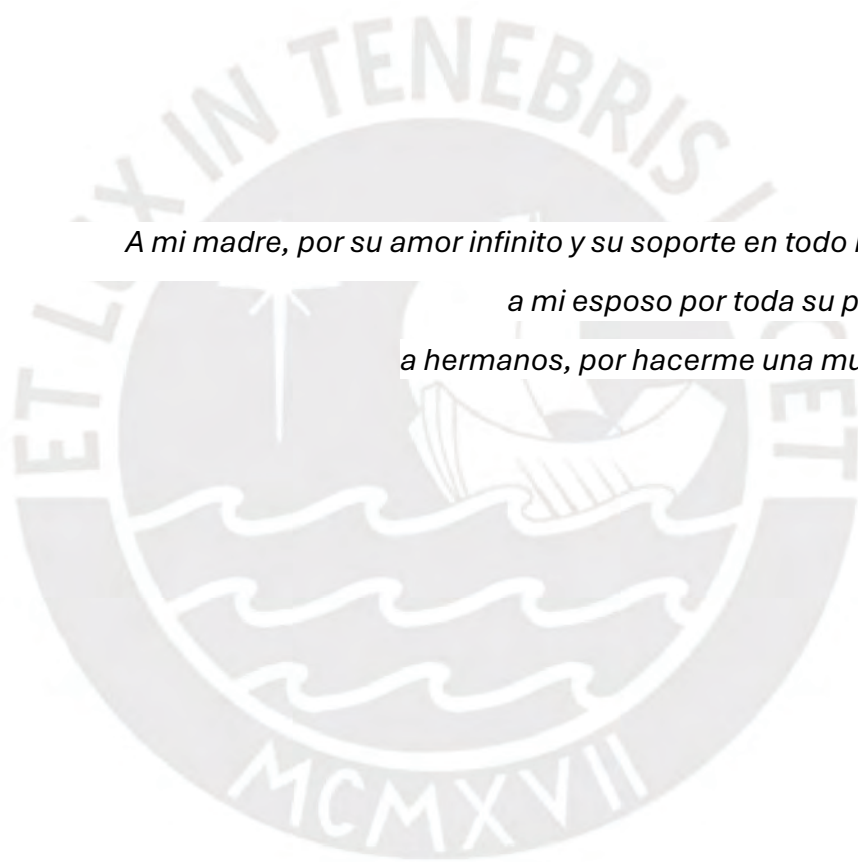 ET LUX IN TENEBRIS
A mi madre, por su amor infinito y su soporte en todo
a mi esposo por toda su
a hermanos, por hacerme una
MCMXVII